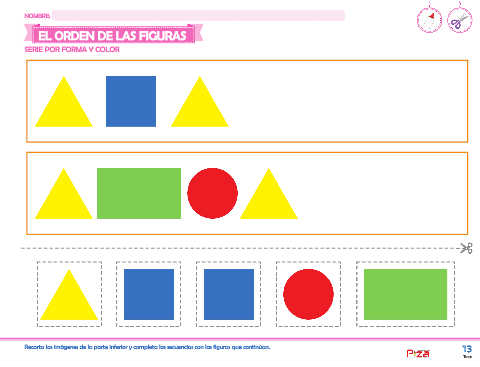 NOMBRE:
EL ORDEN DE LAS FIGURAS
SERIE POR FORMA Y COLOR
Recorta las imágenes de la parte inferior y completa las secuencias con las figuras que continúan.
13